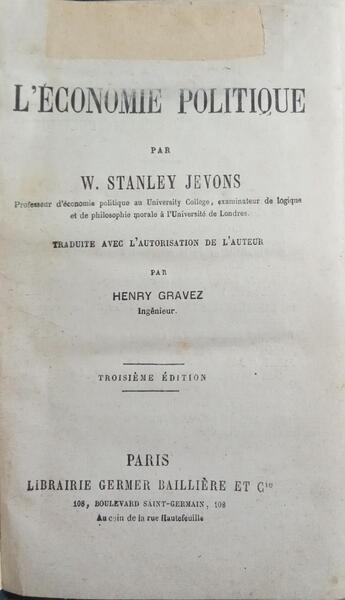 L'ÉCONOMIE POLITIQUE
PAR
W. STANLEY JEVONS
Professeur d'économie politique au University College, examinateur de logique
et de philosophie morale à l'Université de Londres.
TRADUITE AVEC L'AUTORISATION DE L'AUTEUR
PAR
HENRY GRAVEZ
Ingénieur.
TROISIÈME ÉDITION
PARIS
LIBRAIRIE GERMER BAILLIÈRE ET Cie
108, BOULEVARD SAINT-GERMAIN, 108
Au coin de la rue Hautefeuille